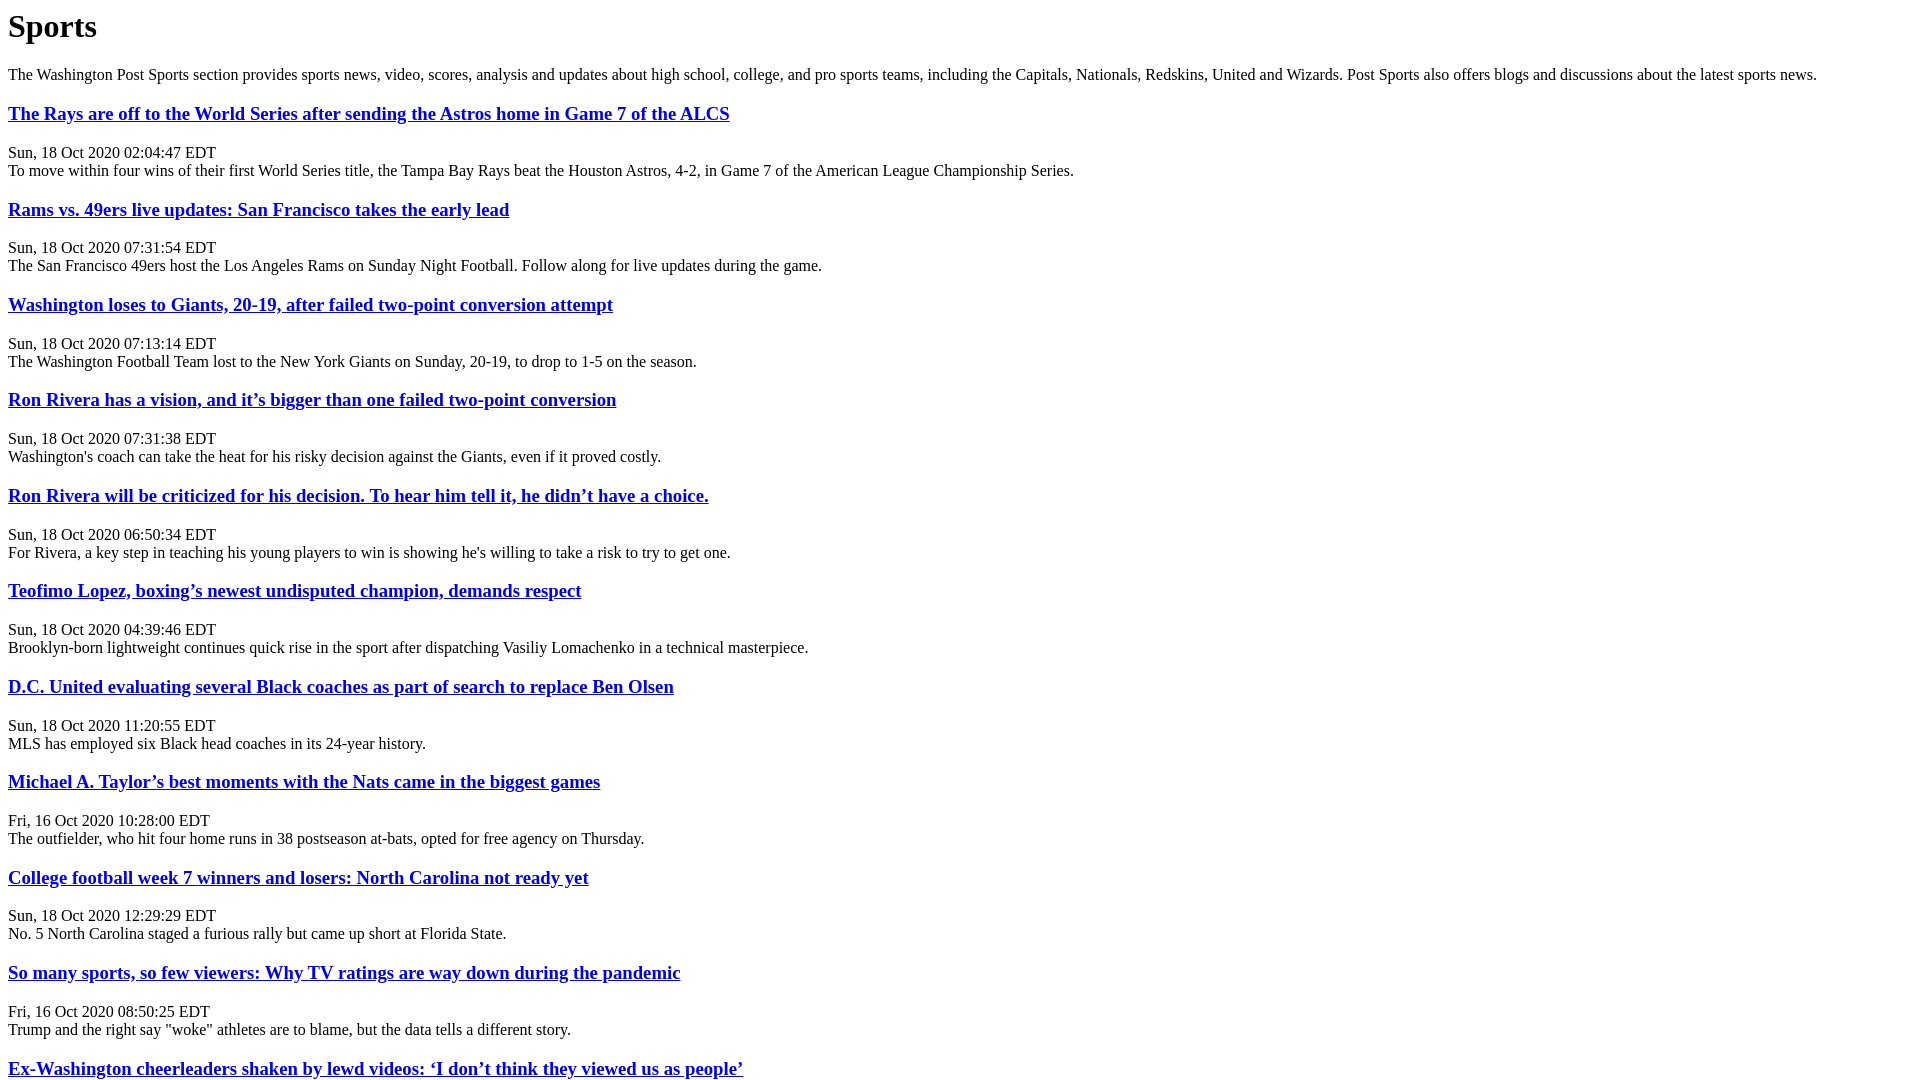 Sports
The Washington Post Sports section provides sports news, video, scores, analysis and updates about high school, college, and pro sports teams, including the Capitals, Nationals, Redskins, United and Wizards. Post Sports also offers blogs and discussions about the latest sports news.
The Rays are off to the World Series after sending the Astros home in Game 7 of the ALCS
Sun, 18 Oct 2020 02:04:47 EDT
To move within four wins of their first World Series title, the Tampa Bay Rays beat the Houston Astros, 4-2, in Game 7 of the American League Championship Series.
Rams vs. 49ers live updates: San Francisco takes the early lead
Sun, 18 Oct 2020 07:31:54 EDT
The San Francisco 49ers host the Los Angeles Rams on Sunday Night Football. Follow along for live updates during the game.
Washington loses to Giants, 20-19, after failed two-point conversion attempt
Sun, 18 Oct 2020 07:13:14 EDT
The Washington Football Team lost to the New York Giants on Sunday, 20-19, to drop to 1-5 on the season.
Ron Rivera has a vision, and it’s bigger than one failed two-point conversion
Sun, 18 Oct 2020 07:31:38 EDT
Washington's coach can take the heat for his risky decision against the Giants, even if it proved costly.
Ron Rivera will be criticized for his decision. To hear him tell it, he didn’t have a choice.
Sun, 18 Oct 2020 06:50:34 EDT
For Rivera, a key step in teaching his young players to win is showing he's willing to take a risk to try to get one.
Teofimo Lopez, boxing’s newest undisputed champion, demands respect
Sun, 18 Oct 2020 04:39:46 EDT
Brooklyn-born lightweight continues quick rise in the sport after dispatching Vasiliy Lomachenko in a technical masterpiece.
D.C. United evaluating several Black coaches as part of search to replace Ben Olsen
Sun, 18 Oct 2020 11:20:55 EDT
MLS has employed six Black head coaches in its 24-year history.
Michael A. Taylor’s best moments with the Nats came in the biggest games
Fri, 16 Oct 2020 10:28:00 EDT
The outfielder, who hit four home runs in 38 postseason at-bats, opted for free agency on Thursday.
College football week 7 winners and losers: North Carolina not ready yet
Sun, 18 Oct 2020 12:29:29 EDT
No. 5 North Carolina staged a furious rally but came up short at Florida State.
So many sports, so few viewers: Why TV ratings are way down during the pandemic
Fri, 16 Oct 2020 08:50:25 EDT
Trump and the right say "woke" athletes are to blame, but the data tells a different story.
Ex-Washington cheerleaders shaken by lewd videos: ‘I don’t think they viewed us as people’